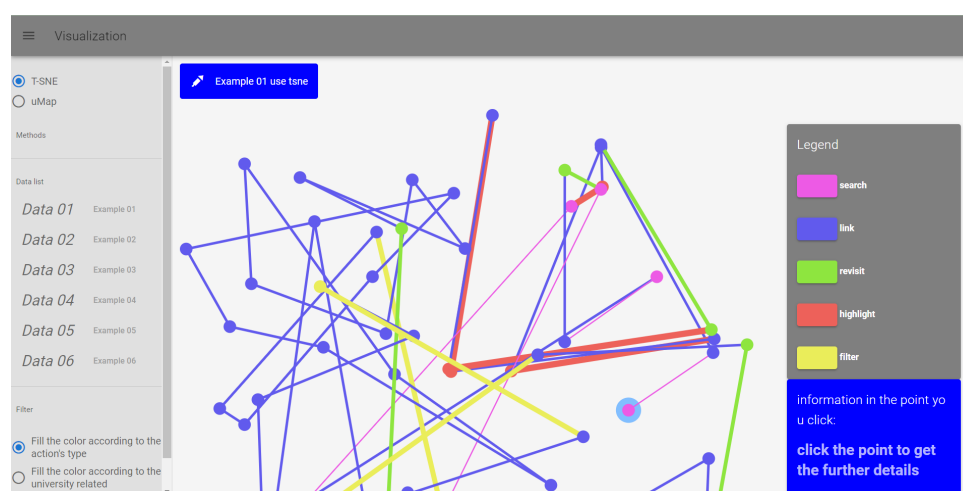 Visualization
T-SNE
uMap
Methods
Data list
Data 01 Example 01
Data 02 Example 02
Data 03 Example 03
Data 04 Example 04
Data 05 Example 05
Data 06 Example 06
Filter
Fill the color according to the
action's type
Fill the color according to the
university related
Example 01 use tsne
Legend
search
link
revisit
highlight
filter
information in the point yo
u click:
click the point to get
the further details